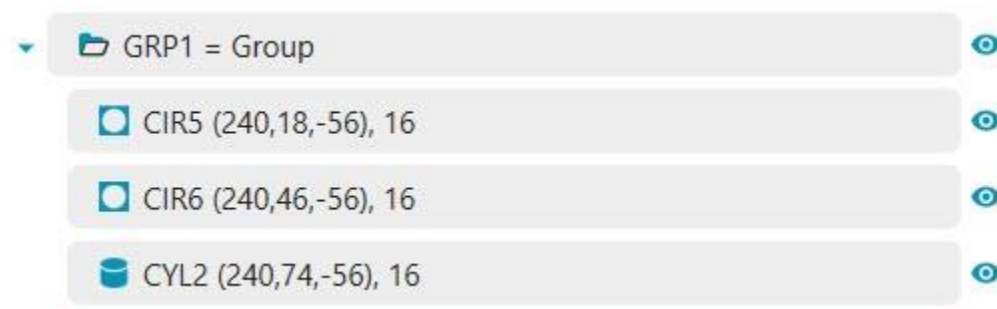 GRP1 = Group
CIR5 (240,18,-56), 16
CIR6 (240,46,-56), 16
CYL2 (240,74,-56), 16